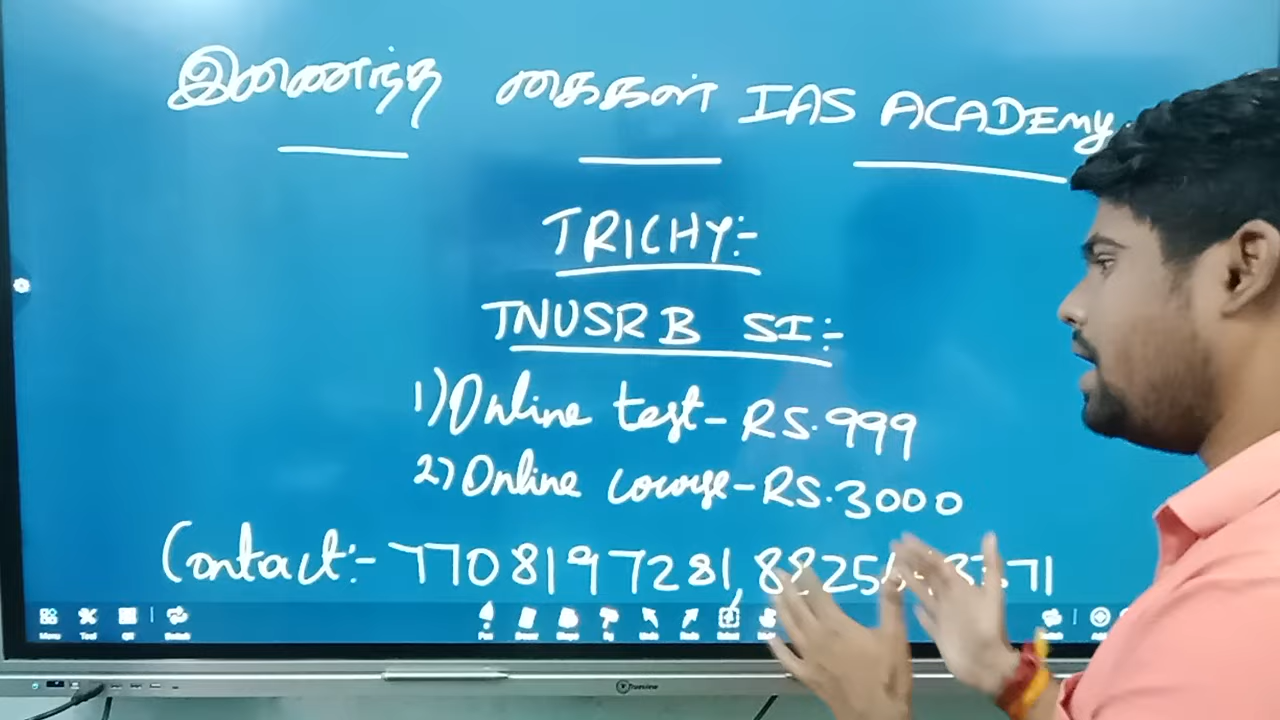 இணைந்த கைகள் IAS ACADEMY.
TRICHY:-
TNUSRB SI:-
1) Online test - RS.999
2) Online course - RS.3000
Contact:- 7708197281,